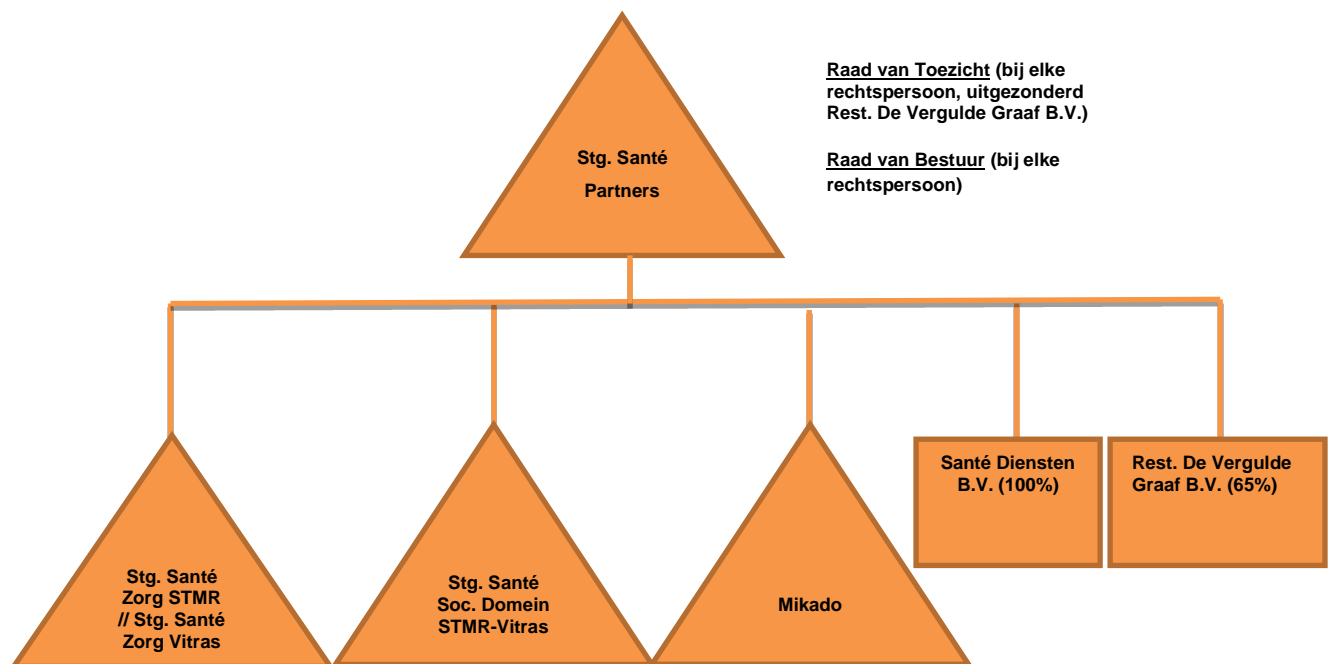 Raad van Toezicht (bij elke
rechtspersoon, uitgezonderd
Rest. De Vergulde Graaf B.V.)
Raad van Bestuur (bij elke
rechtspersoon)
Stg. Santé
Partners
Stg. Santé
Zorg STMR
// Stg. Santé
Zorg Vitras
Stg. Santé
Soc. Domein
STMR-Vitras
Mikado
Santé Diensten
B.V. (100%)
Rest. De Vergulde
Graaf B.V. (65%)